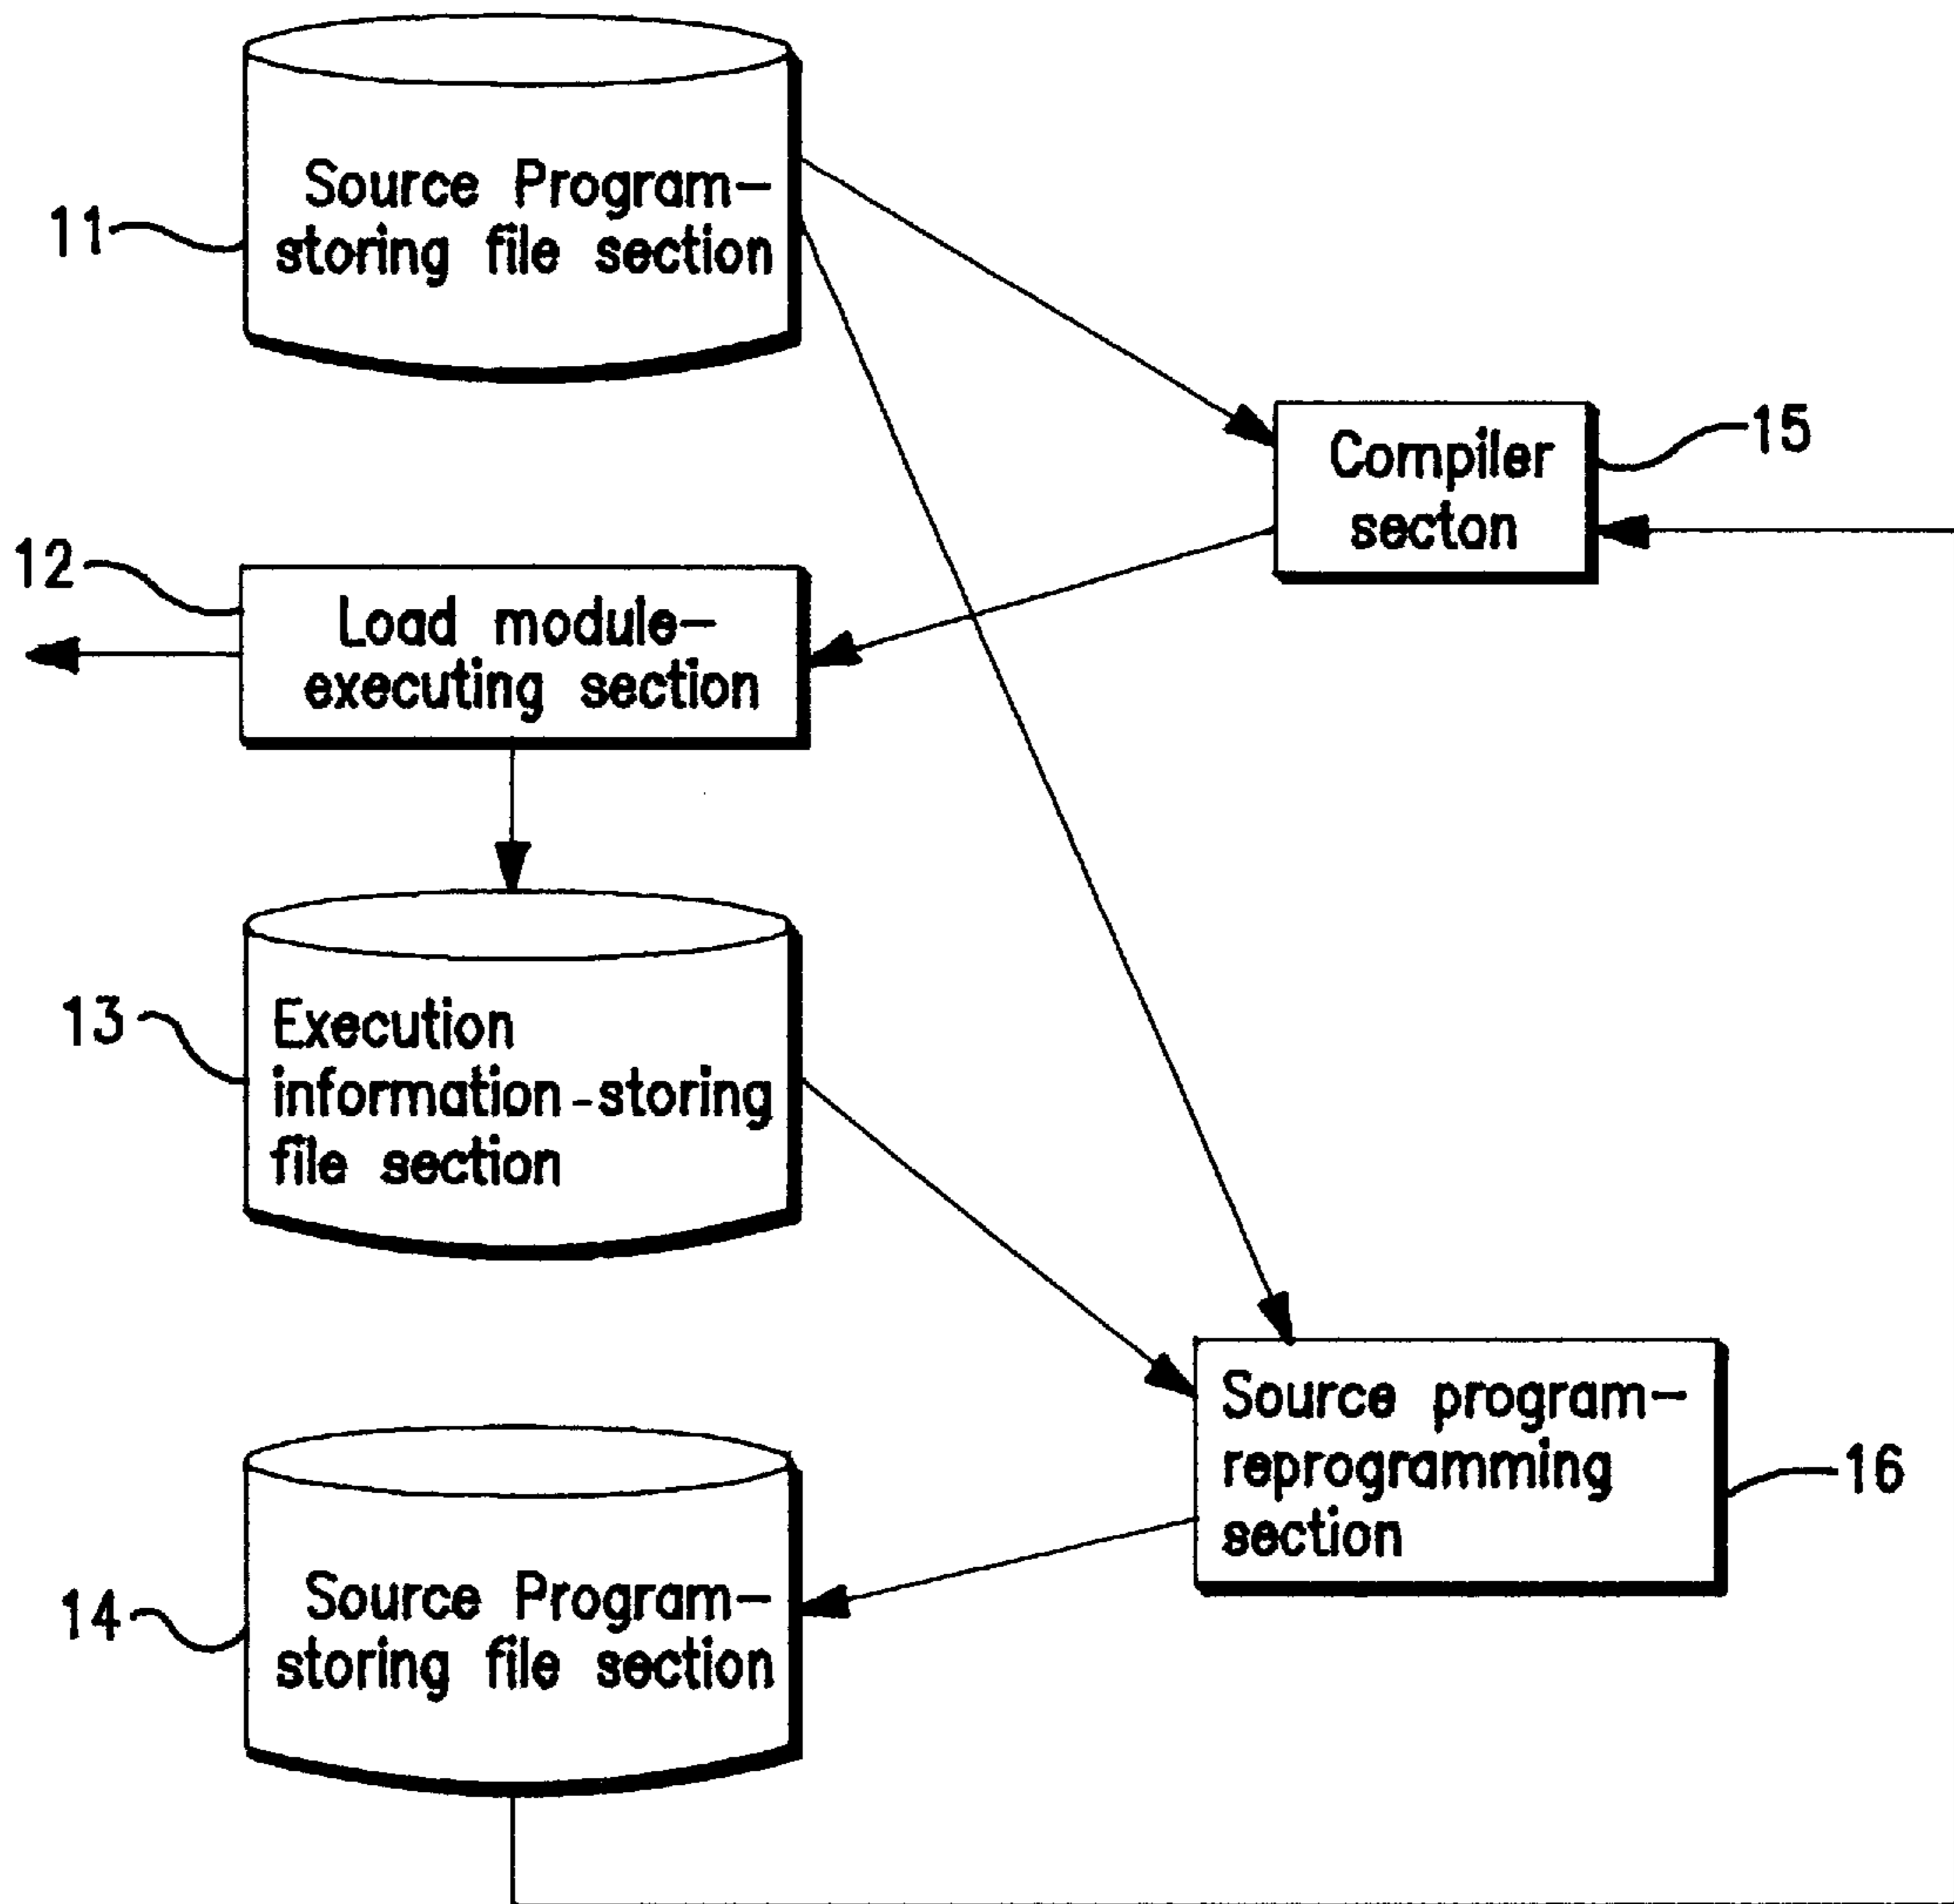 Source Program-
storing file section
11
Compiler
secton
15
12
Load module-
executing section
13
Execution
information-storing
file section
Source program-
reprogramming
section
16
14
Source Program-
storing file section